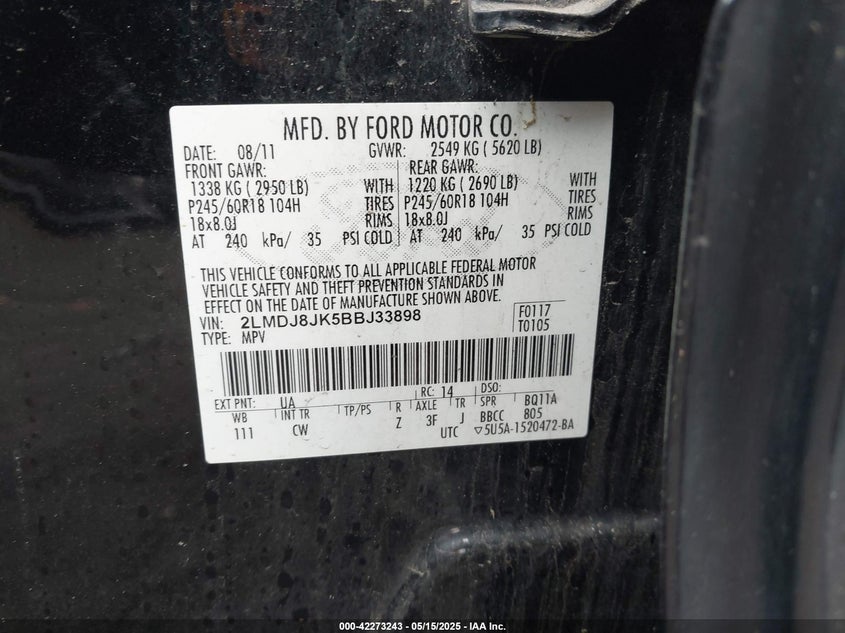 MFD. BY FORD MOTOR CO.
DATE: 08/11 GVWR: 2549 KG ( 5620 LB)
FRONT GAWR: REAR GAWR:
1338 KG ( 2950 LB) WITH 1220 KG ( 2690 LB) WITH
P245/60R18 104H TIRES P245/60R18 104H TIRES
18x8.0J RIMS 18x8.0J RIMS
AT 240 kPa/ 35 PSI COLD AT 240 kPa/ 35 PSI COLD
THIS VEHICLE CONFORMS TO ALL APPLICABLE FEDERAL MOTOR
VEHICLE SAFETY AND THEFT PREVENTION STANDARDS IN
EFFECT ON THE DATE OF MANUFACTURE SHOWN ABOVE.
VIN: 2LMDJ8JK5BBJ33898 F0117
TYPE: MPV T0105
EXT PNT: UA RC: 14 DSO:
WB INT TR TP/PS R AXLE TR SPR BQ11A
111 CW Z 3F J BBCC 805
UTC ▽5U5A-1520472-BA
000-42273243 - 05/15/2025 - IAA Inc.